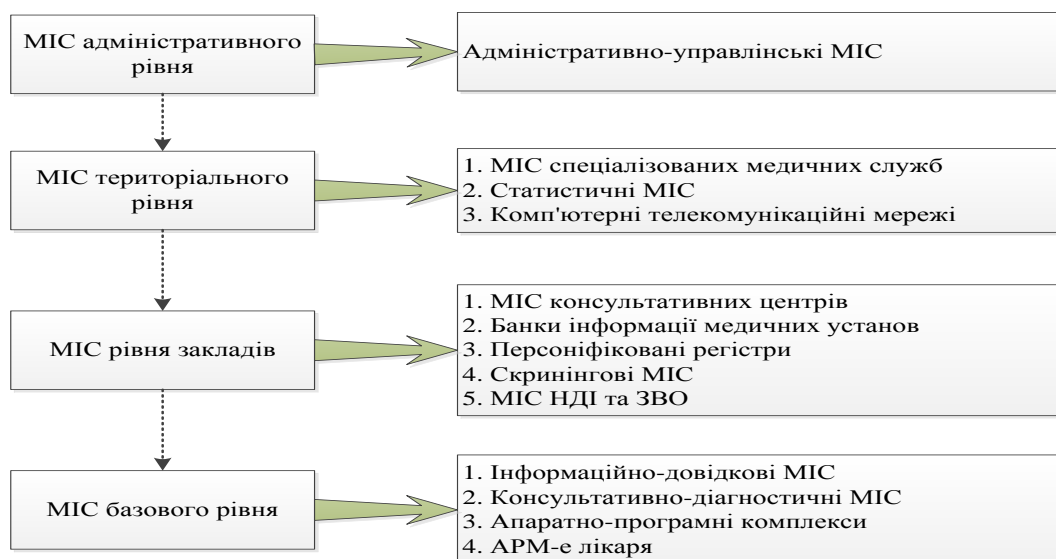 МІС адміністративного
рівня
Адміністративно-управлінські МІС
МІС територіального
рівня
1. МІС спеціалізованих медичних служб
2. Статистичні МІС
3. Комп'ютерні телекомунікаційні мережі
МІС рівня закладів
1. МІС консультативних центрів
2. Банки інформації медичних установ
3. Персоніфіковані регістри
4. Скринінгові МІС
5. МІС НДІ та ЗВО
МІС базового рівня
1. Інформаційно-довідкові МІС
2. Консультативно-діагностичні МІС
3. Апаратно-програмні комплекси
4. АРМ-е лікаря